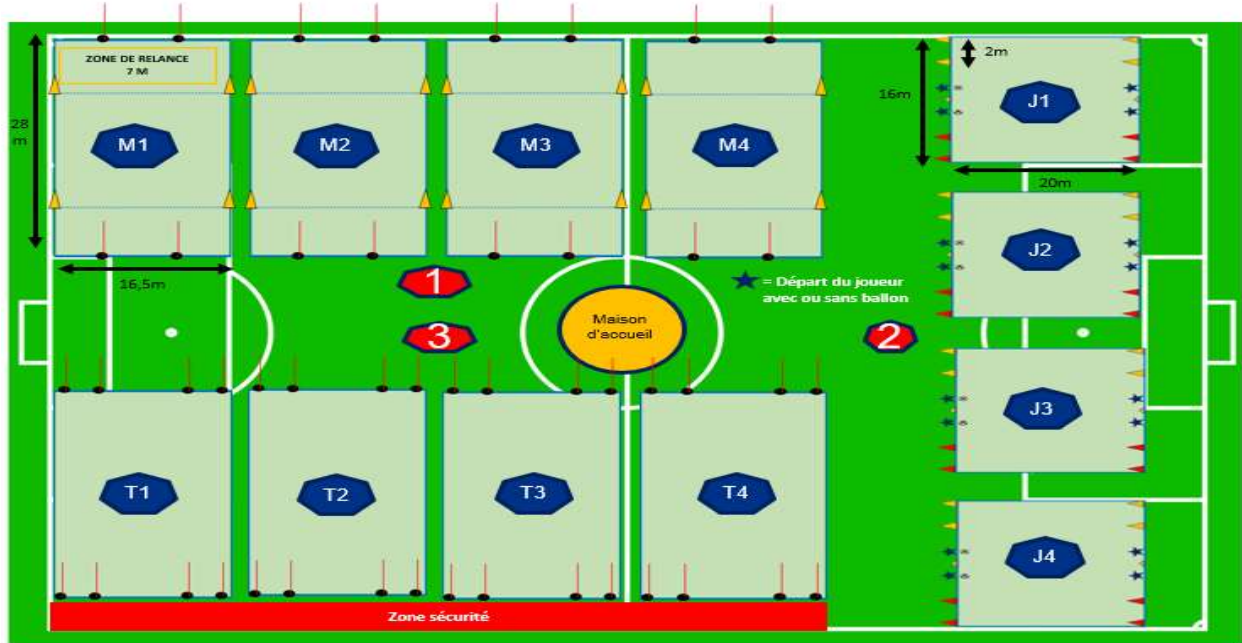 ZONE DE RELANCE
7 M
2m
16m
J1
28
m
M1
M2
M3
M4
20m
J2
16,5m
1
★ = Départ du joueur
avec ou sans ballon
Maison
d'accueil
3
2
J3
T1
T2
T3
T4
J4
Zone sécurité